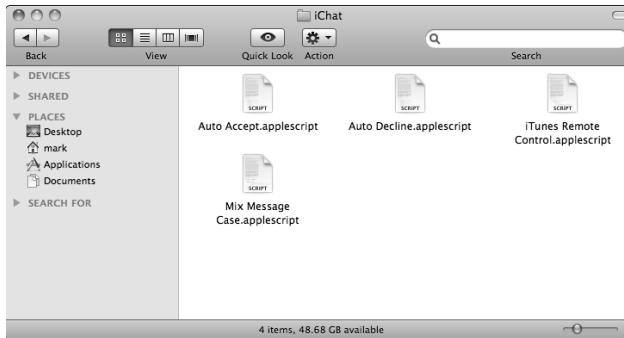 iChat
Back
View
Quick Look
Action
Search
DEVICES
SHARED
PLACES
Desktop
mark
Applications
Documents
SEARCH FOR
SCRIPT
Auto Accept.applescript
SCRIPT
Auto Decline.applescript
SCRIPT
iTunes Remote
Control.applescript
SCRIPT
Mix Message
Case.applescript
4 items, 48.68 GB available